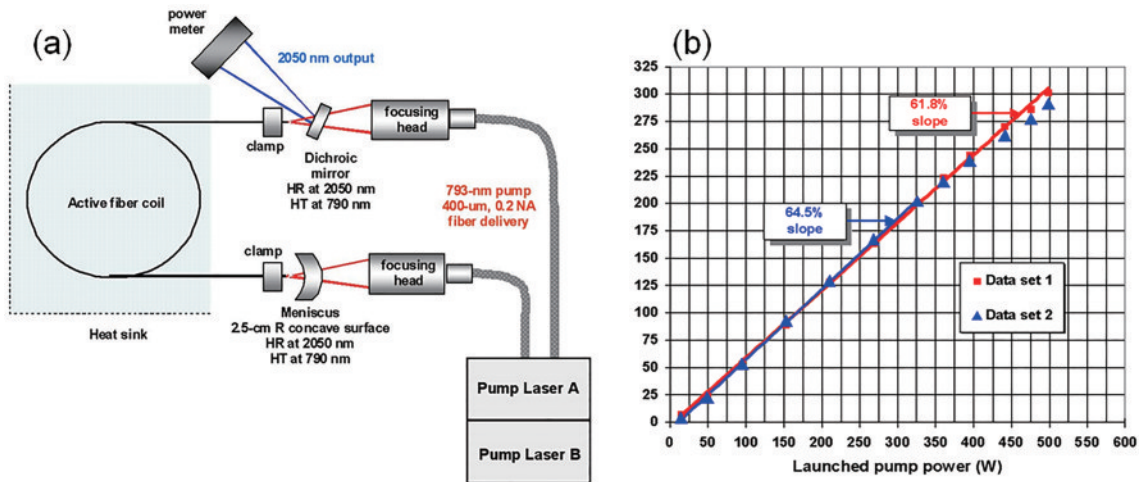 (a)
power
meter
2050 nm output
clamp
focusing
head
Dichroic
mirror
HR at 2050 nm
HT at 790 nm
Active fiber coil
793-nm pump
400-um, 0.2 NA
fiber delivery
clamp
focusing
head
Meniscus
2.5-cm R concave surface
HR at 2050 nm
HT at 790 nm
Heat sink
Pump Laser A
Pump Laser B
(b)
325
300
275
250
225
200
175
150
125
100
75
50
25
0
61.8%
slope
64.5%
slope
Data set 1
Data set 2
0 50 100 150 200 250 300 350 400 450 500 550 600
Launched pump power (W)